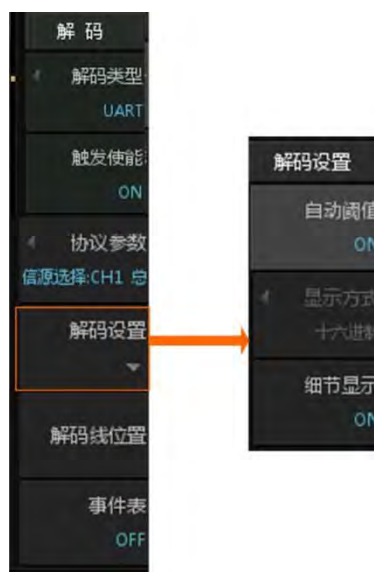 解 码
解码类型
UART
触发使能
ON
协议参数
信源选择:CH1 总
解码设置
解码线位置
事件表
OFF
解码设置
自动阈值
ON
显示方式
十六进制
细节显示
ON